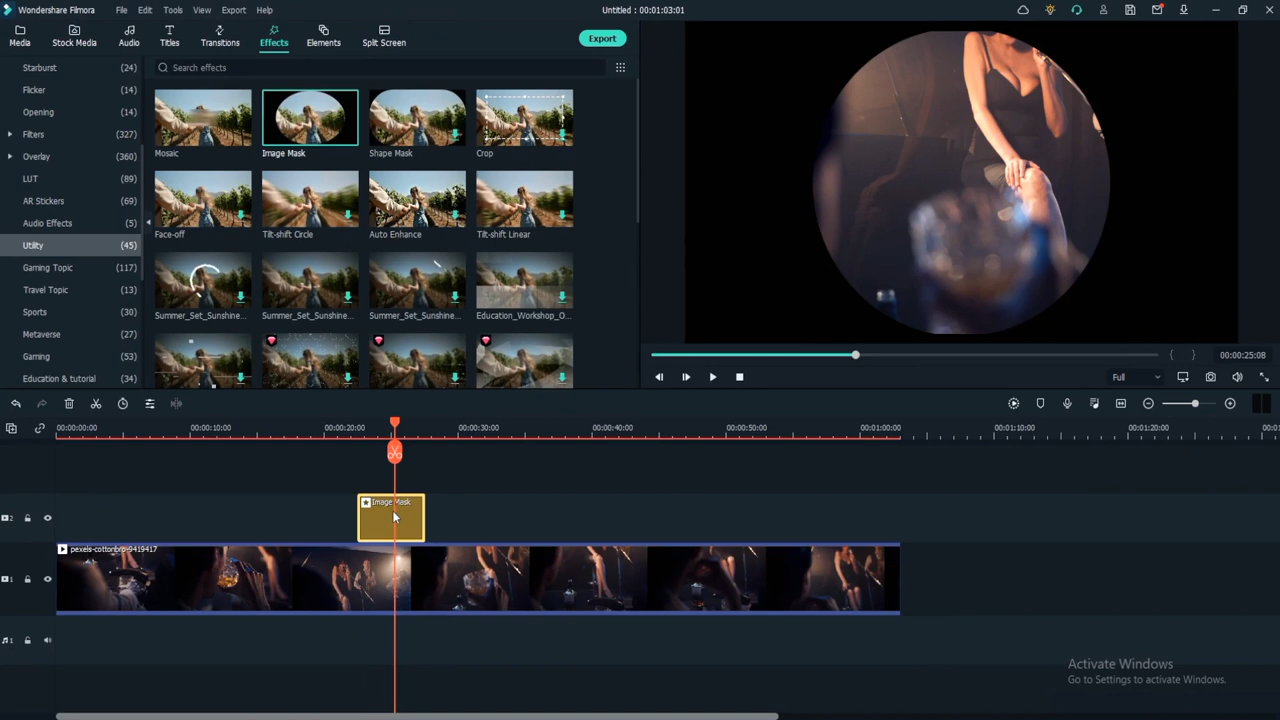 Wondershare Filmora File Edit Tools View Export Help Untitled : 00:01:03:01
Media Stock Media Audio Titles Transitions Effects Elements Split Screen Export
Starburst (24)
Flicker (14)
Opening (14)
Filters (327)
Overlay (360)
LUT (89)
AR Stickers (69)
Audio Effects (5)
Utility (45)
Gaming Topic (117)
Travel Topic (13)
Sports (30)
Metaverse (27)
Gaming (53)
Education & tutorial (34)
Search effects
Mosaic Image Mask Shape Mask Crop
Face-off Tilt-shift Circle Auto Enhance Tilt-shift Linear
Summer_Set_Sunshine... Summer_Set_Sunshine... Summer_Set_Sunshine... Education_Workshop_O...
00:00:25:08
Full
00:00:00:00 00:00:10:00 00:00:20:00 00:00:30:00 00:00:40:00 00:00:50:00 00:01:00:00 00:01:10:00 00:01:20:00
Image Mask
2
pexels-cottonbro-9419417
1
1
Activate Windows
Go to Settings to activate Windows.